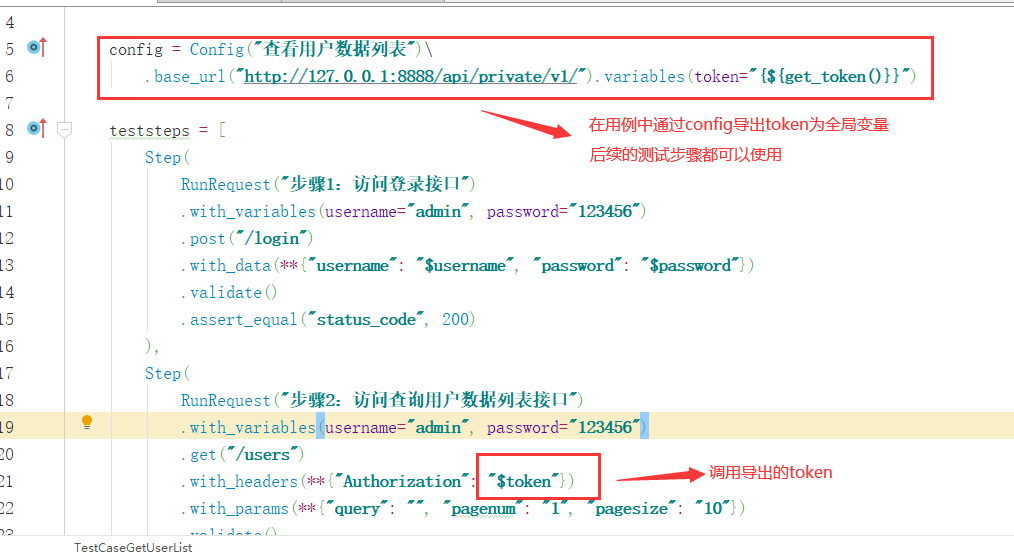 4
5 config = Config("查看用户数据列表")\
6 .base_url("http://127.0.0.1:8888/api/private/v1/").variables(token="{${get_token()}}")
7
在用例中通过config导出token为全局变量
8 teststeps = [
后续的测试步骤都可以使用
9 Step(
10 RunRequest("步骤1：访问登录接口")
11 .with_variables(username="admin", password="123456")
12 .post("/login")
13 .with_data(**{"username": "$username", "password": "$password"})
14 .validate()
15 .assert_equal("status_code", 200)
16 ),
17 Step(
18 RunRequest("步骤2：访问查询用户数据列表接口")
19 .with_variables(username="admin", password="123456")
20 .get("/users")
21 .with_headers(**{"Authorization": "$token"}) 调用导出的token
22 .with_params(**{"query": "", "pagenum": "1", "pagesize": "10"})
23 .validate()
TestCaseGetUserList